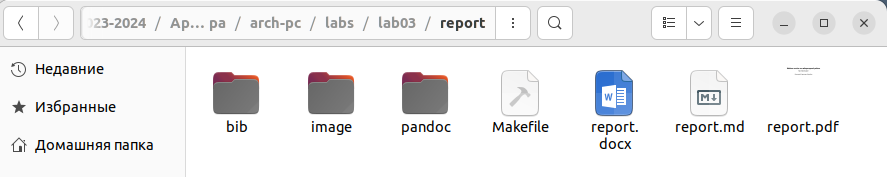 023-2024 / Ap…pa / arch-pc / labs / lab03 / report
Недавние
Избранные
Домашняя папка
bib
image
pandoc
Makefile
report.
docx
report.md
report.pdf